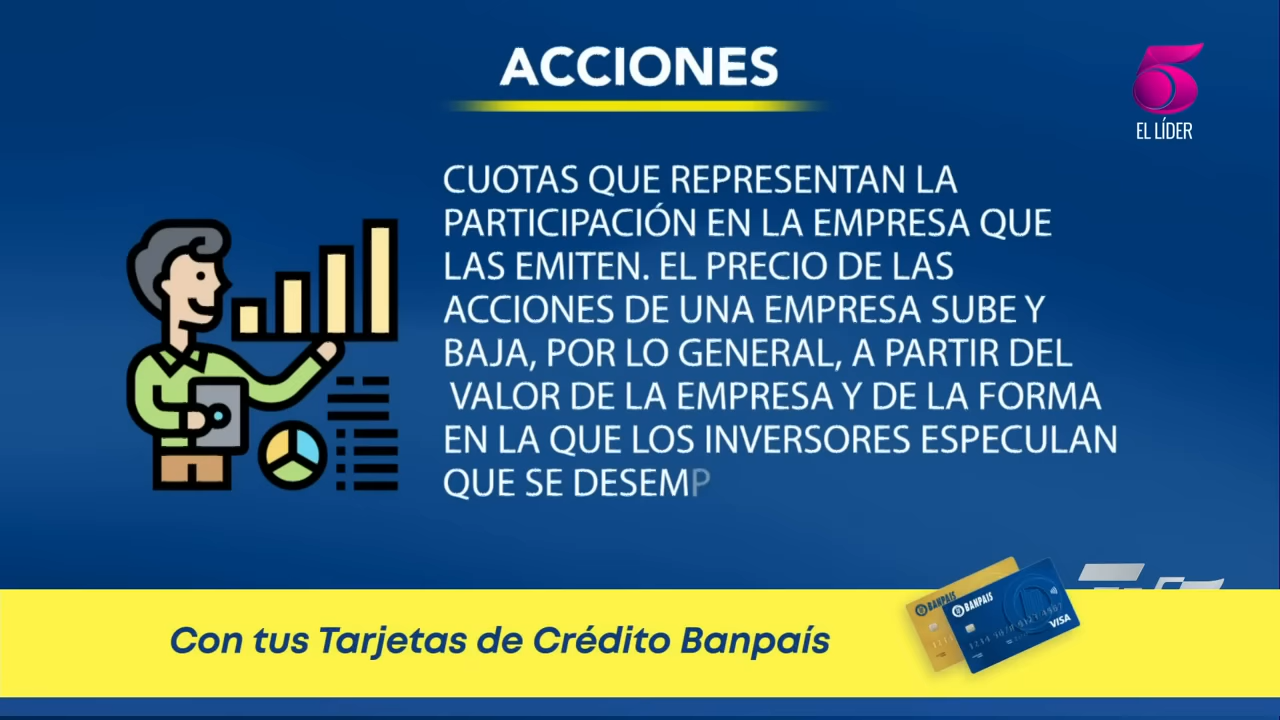 ACCIONES
5
EL LÍDER
CUOTAS QUE REPRESENTAN LA
PARTICIPACIÓN EN LA EMPRESA QUE
LAS EMITEN. EL PRECIO DE LAS
ACCIONES DE UNA EMPRESA SUBE Y
BAJA, POR LO GENERAL, A PARTIR DEL
VALOR DE LA EMPRESA Y DE LA FORMA
EN LA QUE LOS INVERSORES ESPECULAN
QUE SE DESEMP
Con tus Tarjetas de Crédito Banpaís
BANPAIS
BANPAIS
VISA